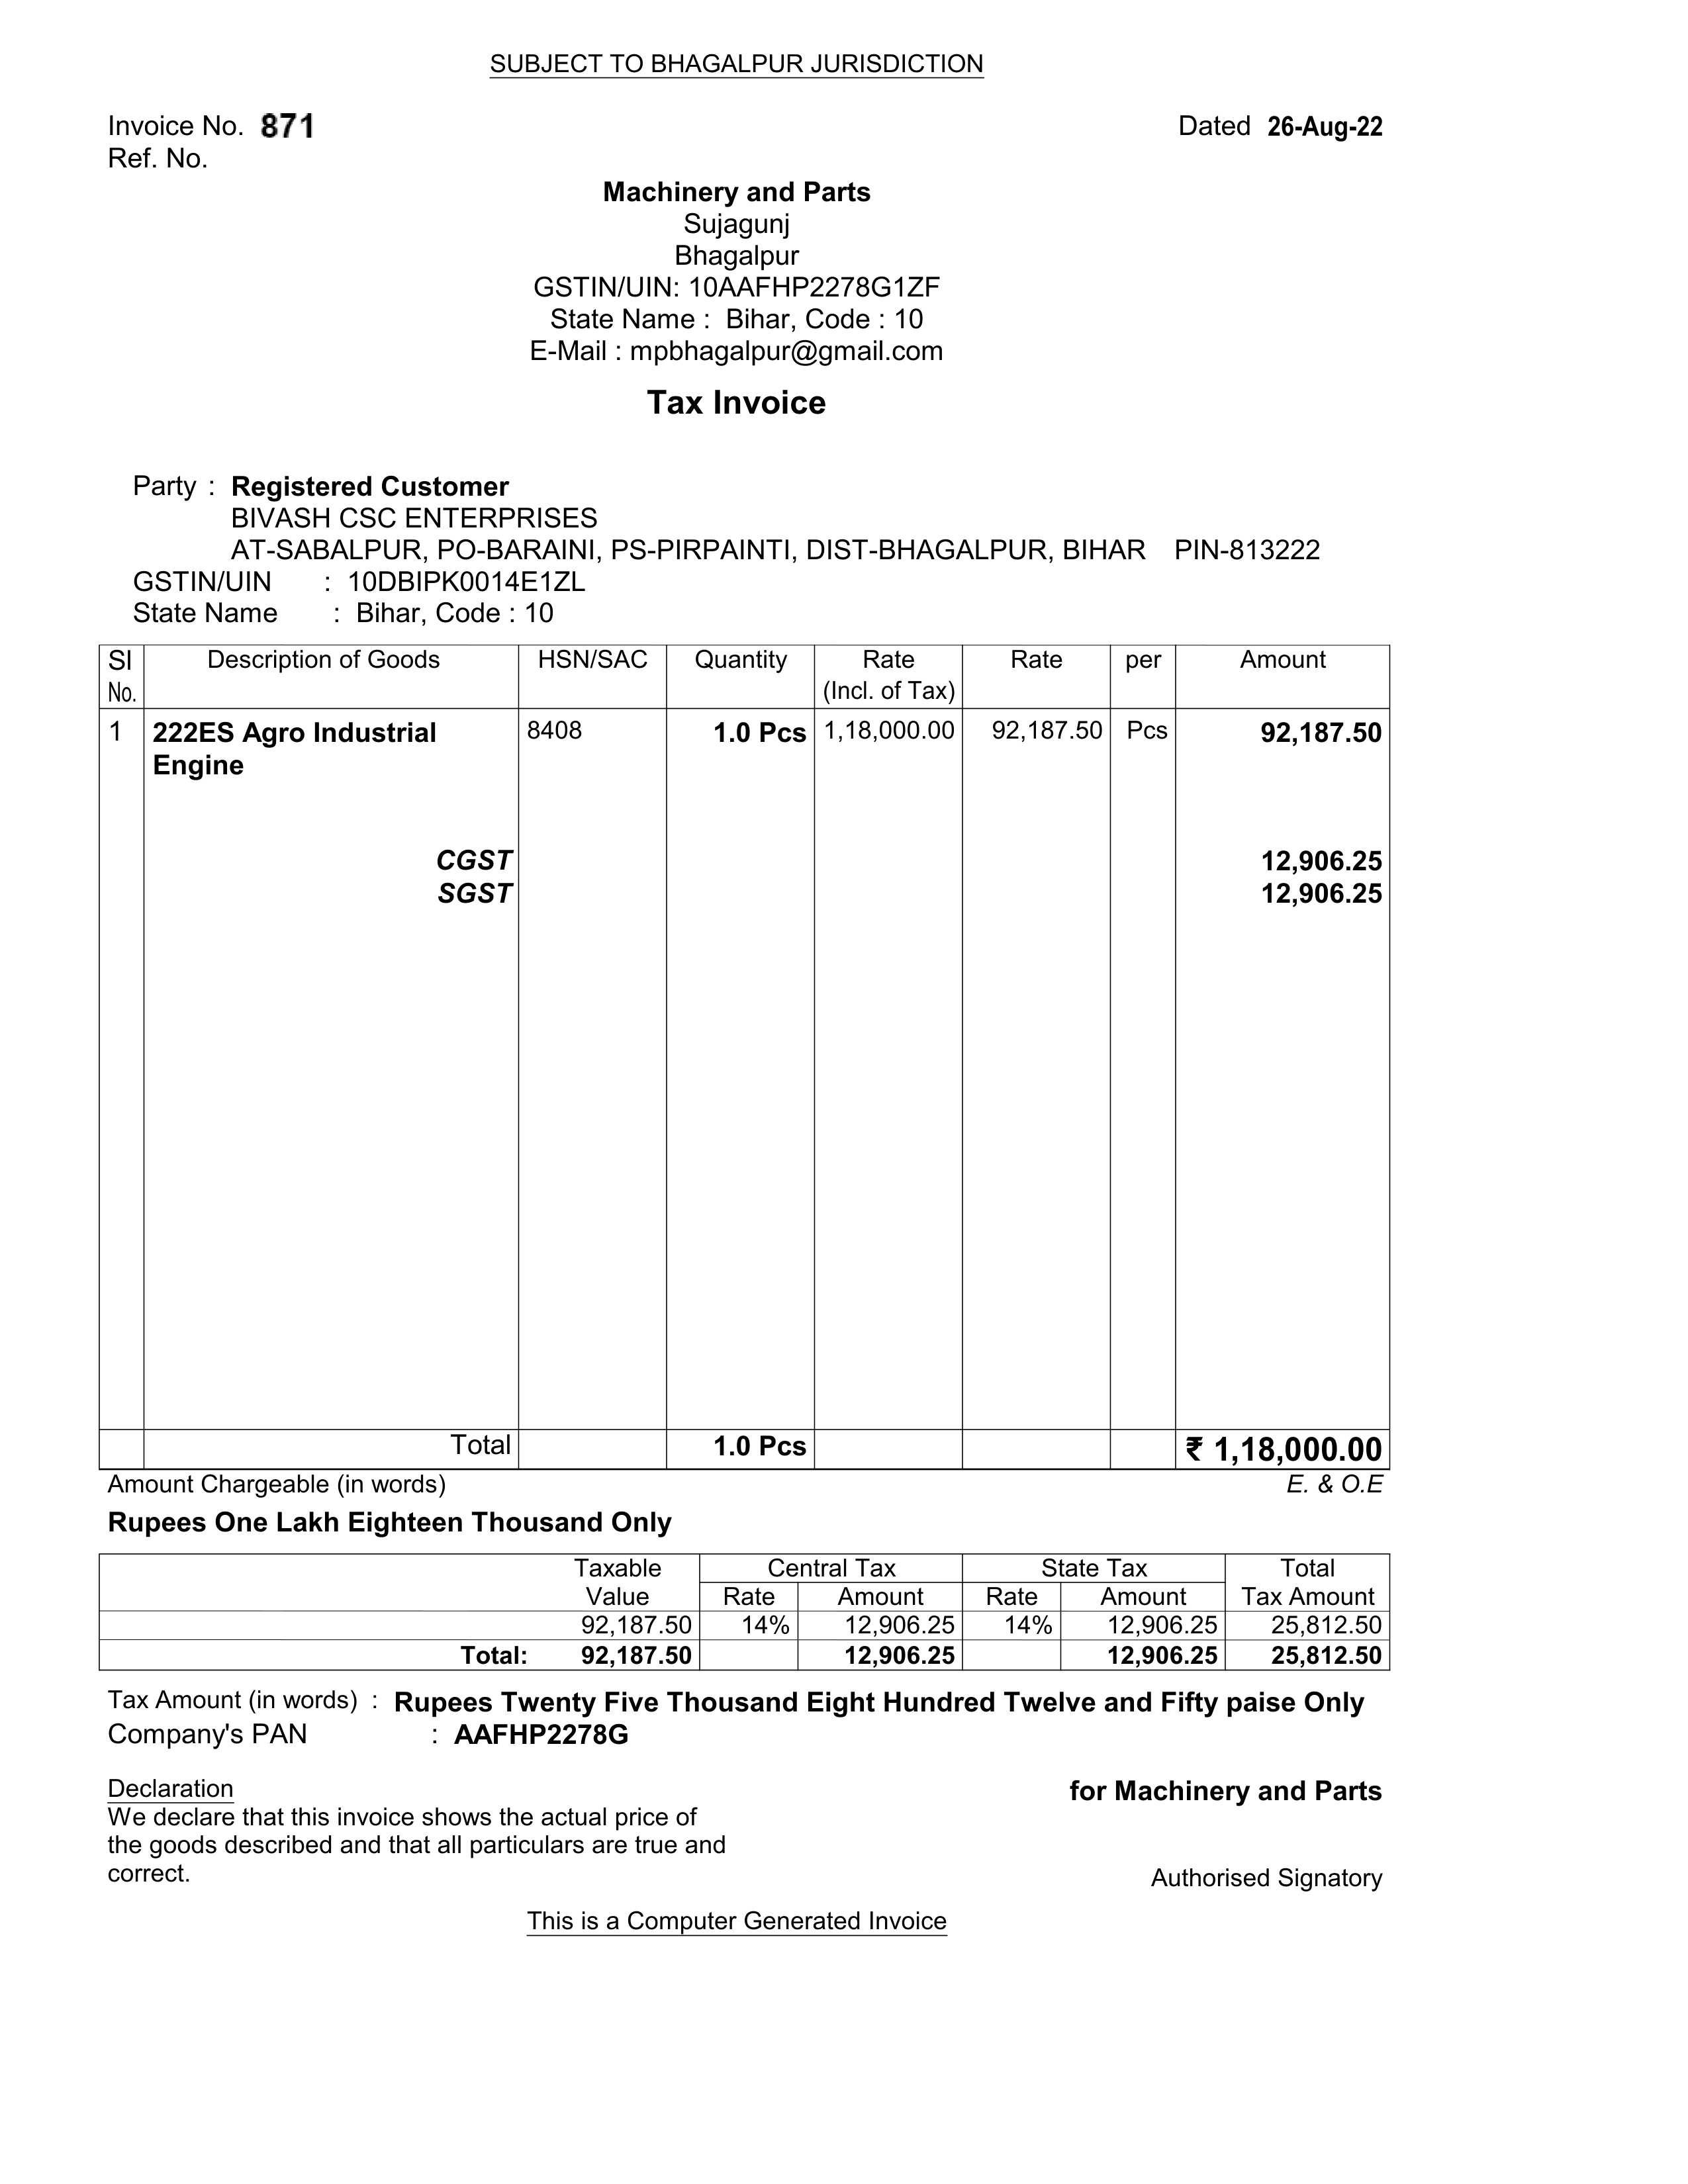 SUBJECT TO BHAGALPUR JURISDICTION
Invoice No. 871 Dated 26-Aug-22
Ref. No.
Machinery and Parts
Sujagunj
Bhagalpur
GSTIN/UIN: 10AAFHP2278G1ZF
State Name : Bihar, Code : 10
E-Mail : mpbhagalpur@gmail.com
Tax Invoice
Party : Registered Customer
BIVASH CSC ENTERPRISES
AT-SABALPUR, PO-BARAINI, PS-PIRPAINTI, DIST-BHAGALPUR, BIHAR PIN-813222
GSTIN/UIN : 10DBIPK0014E1ZL
State Name : Bihar, Code : 10
Sl Description of Goods HSN/SAC Quantity Rate Rate per Amount
No. (Incl. of Tax)
1 222ES Agro Industrial 8408 1.0 Pcs 1,18,000.00 92,187.50 Pcs 92,187.50
Engine
CGST 12,906.25
SGST 12,906.25
Total 1.0 Pcs ₹ 1,18,000.00
Amount Chargeable (in words) E. & O.E
Rupees One Lakh Eighteen Thousand Only
Taxable Central Tax State Tax Total
Value Rate Amount Rate Amount Tax Amount
92,187.50 14% 12,906.25 14% 12,906.25 25,812.50
Total: 92,187.50 12,906.25 12,906.25 25,812.50
Tax Amount (in words) : Rupees Twenty Five Thousand Eight Hundred Twelve and Fifty paise Only
Company's PAN : AAFHP2278G
Declaration for Machinery and Parts
We declare that this invoice shows the actual price of
the goods described and that all particulars are true and
correct. Authorised Signatory
This is a Computer Generated Invoice